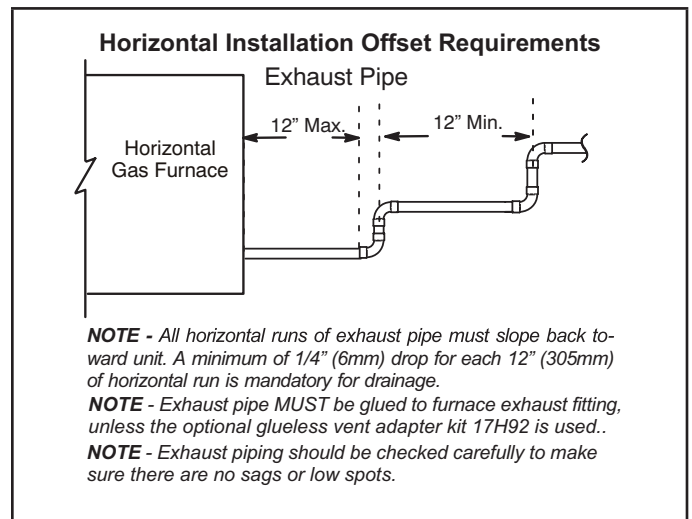 Horizontal Installation Offset Requirements
Exhaust Pipe
12” Max.
12” Min.
Horizontal
Gas Furnace
NOTE - All horizontal runs of exhaust pipe must slope back to-
ward unit. A minimum of 1/4” (6mm) drop for each 12” (305mm)
of horizontal run is mandatory for drainage.
NOTE - Exhaust pipe MUST be glued to furnace exhaust fitting,
unless the optional glueless vent adapter kit 17H92 is used..
NOTE - Exhaust piping should be checked carefully to make
sure there are no sags or low spots.